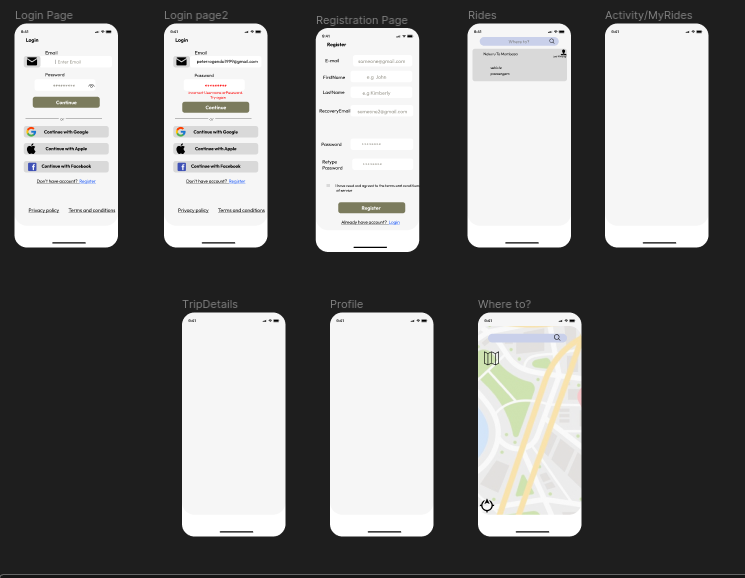 Login Page
Login page2
Registration Page
Rides
Activity/MyRides
9:41
Login
Email
Enter Email
Password
*********
Continue
or
Continue with Google
Continue with Apple
Continue with Facebook
Don't have account? Register
Privacy policy
Terms and conditions
9:41
Login
Email
Password
*********
Incorrect Username or Password.
Try again
Continue
or
Continue with Google
Continue with Apple
Continue with Facebook
Don't have account? Register
Privacy policy
Terms and conditions
9:41
Register
E-mail
someone@gmail.com
FirstName
e.g John
LastName
e.g Kimberly
RecoveryEmail
someone2@gmail.com
Password
********
Retype
Password
********
I have read and agreed to the terms and conditions
of service
Register
Already have account? Login
9:41
Where to?
Nairobi To Mombasa
vehicle
passengers
9:41
TripDetails
Profile
Where to?
9:41
9:41
9:41